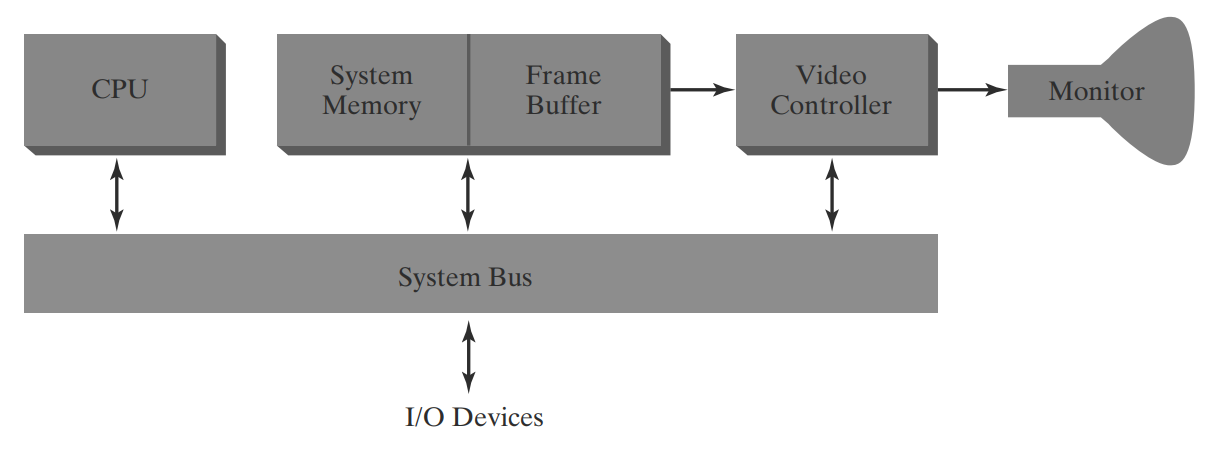 CPU
System
Memory
Frame
Buffer
Video
Controller
Monitor
System Bus
I/O Devices